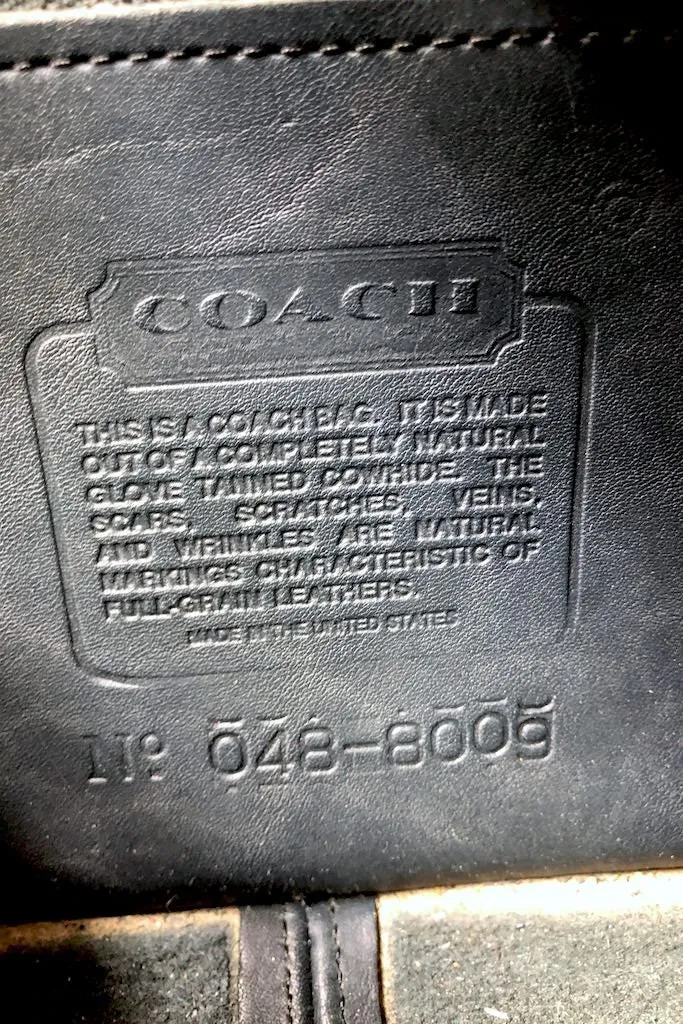 COACH
THIS IS A COACH BAG. IT IS MADE
OUT OF A COMPLETELY NATURAL
GLOVE TANNED COWHIDE. THE
SCARS, SCRATCHES, VEINS,
AND WRINKLES ARE NATURAL
MARKINGS CHARACTERISTIC OF
FULL-GRAIN LEATHERS.
MADE IN THE UNITED STATES
Nº 048-8009